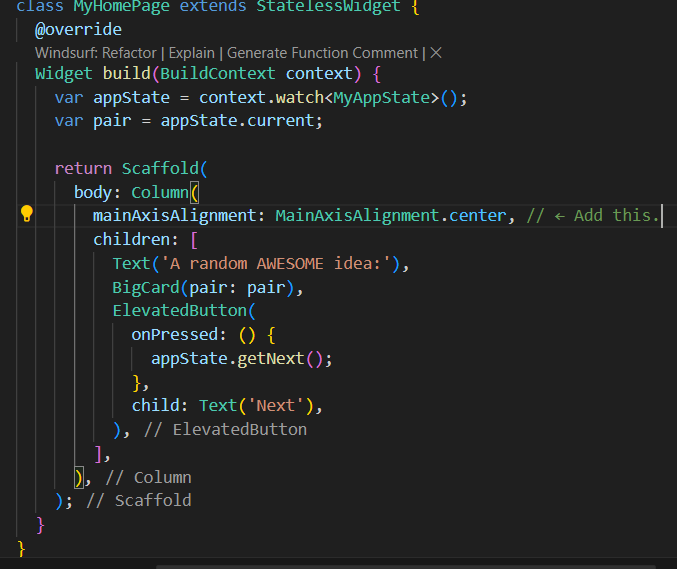 class MyHomePage extends StatelessWidget {
@override
Windsurf: Refactor | Explain | Generate Function Comment | ×
Widget build(BuildContext context) {
var appState = context.watch<MyAppState>();
var pair = appState.current;
return Scaffold(
body: Column(
mainAxisAlignment: MainAxisAlignment.center, // ← Add this.
children: [
Text('A random AWESOME idea:'),
BigCard(pair: pair),
ElevatedButton(
onPressed: () {
appState.getNext();
},
child: Text('Next'),
), // ElevatedButton
],
), // Column
); // Scaffold
}
}